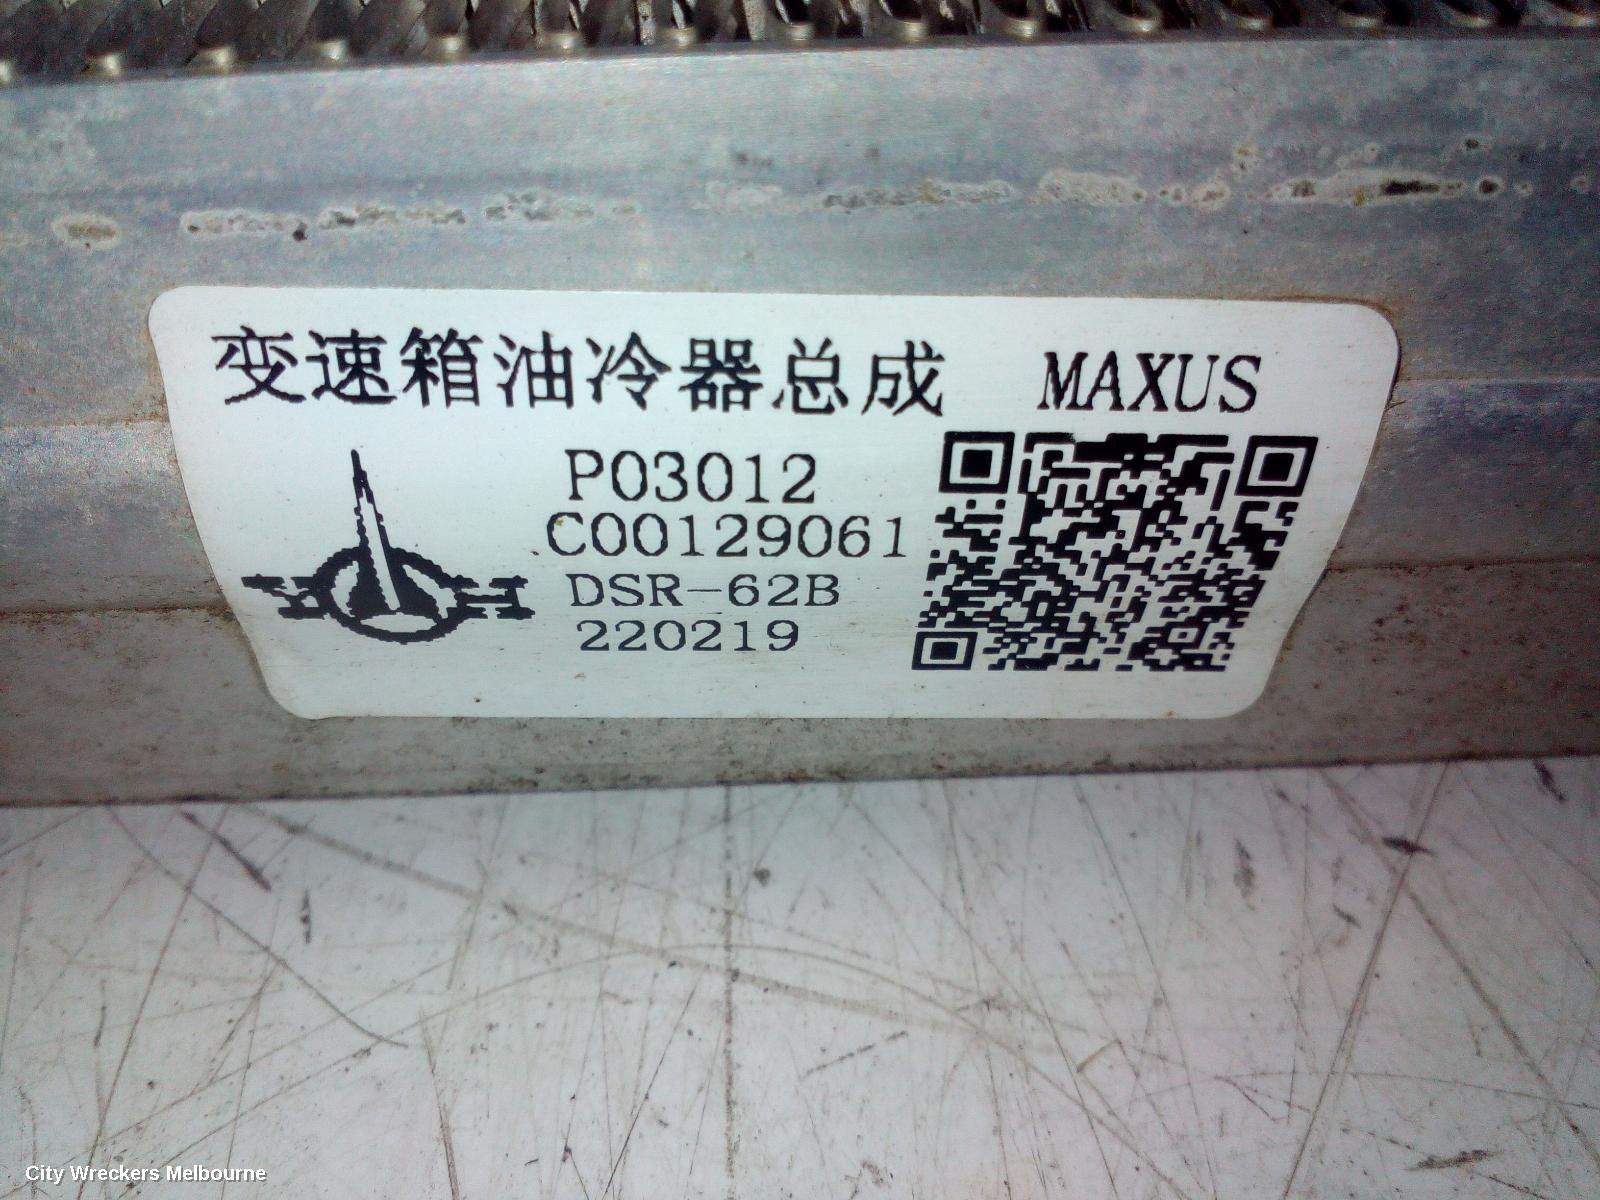 变速箱油冷器总成 MAXUS
P03012
C00129061
DSR-62B
220219
City Wreckers Melbourne